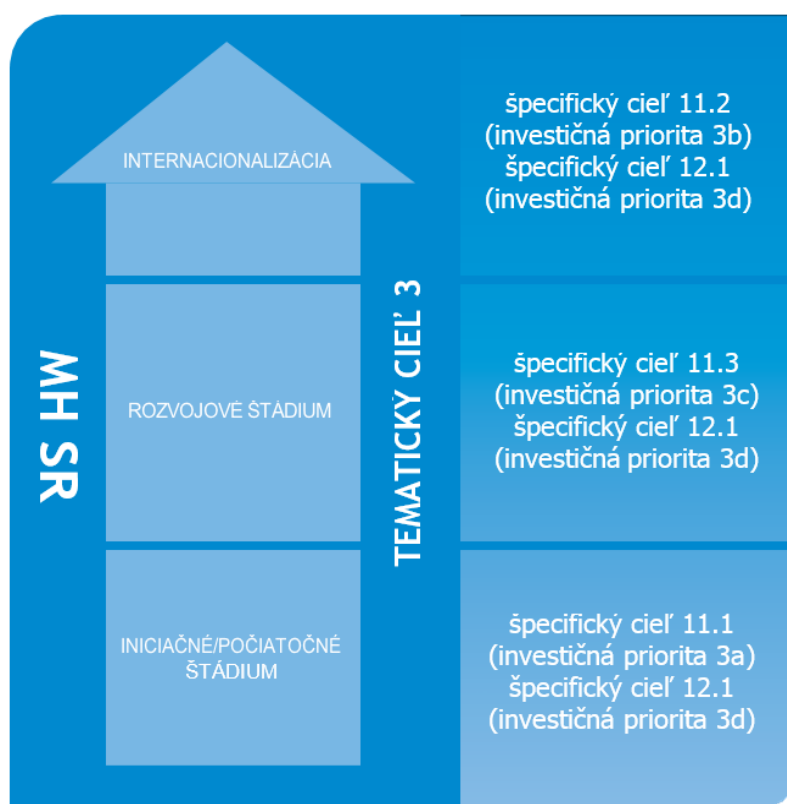 MH SR
INTERNACIONALIZÁCIA
ROZVOJOVÉ ŠTÁDIUM
INICIAČNÉ/POČIATOČNÉ
ŠTÁDIUM
TEMATICKÝ CIEĽ 3
špecifický cieľ 11.2
(investičná priorita 3b)
špecifický cieľ 12.1
(investičná priorita 3d)
špecifický cieľ 11.3
(investičná priorita 3c)
špecifický cieľ 12.1
(investičná priorita 3d)
špecifický cieľ 11.1
(investičná priorita 3a)
špecifický cieľ 12.1
(investičná priorita 3d)